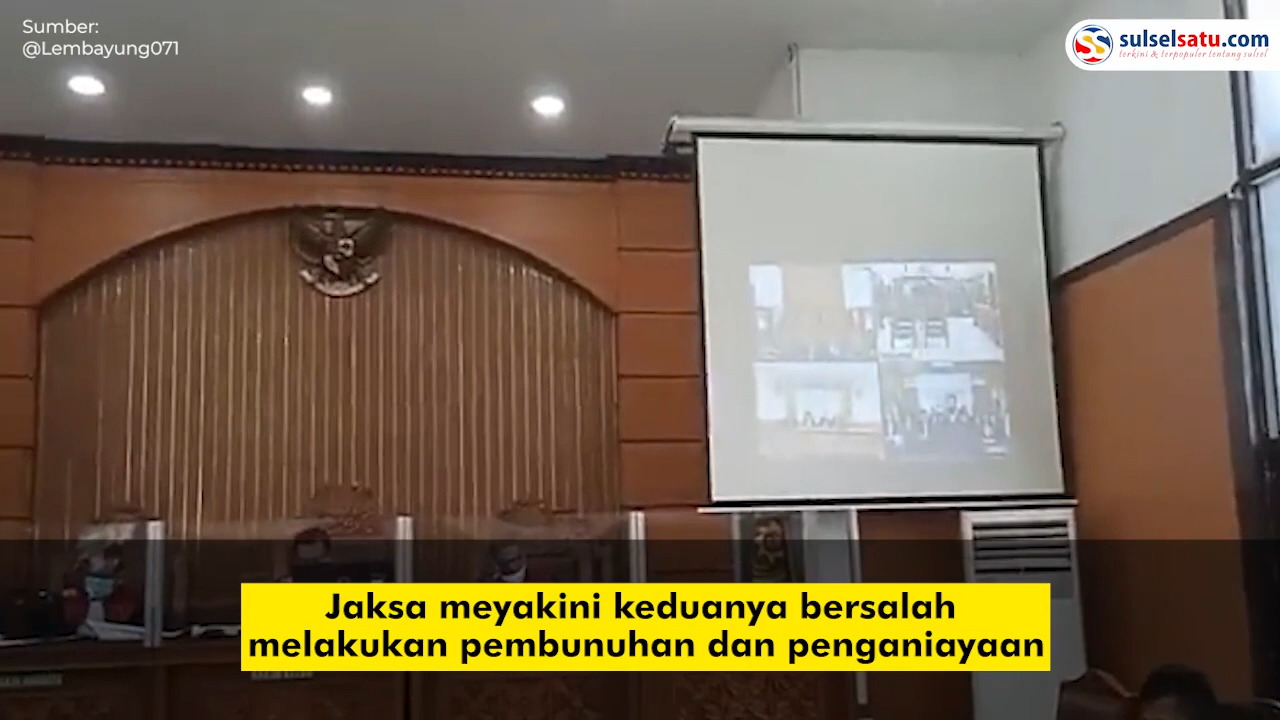 Sumber:
@Lembayung071
sulselsatu.com
terkini & terpopuler tentang sulsel
Jaksa meyakini keduanya bersalah
melakukan pembunuhan dan penganiayaan